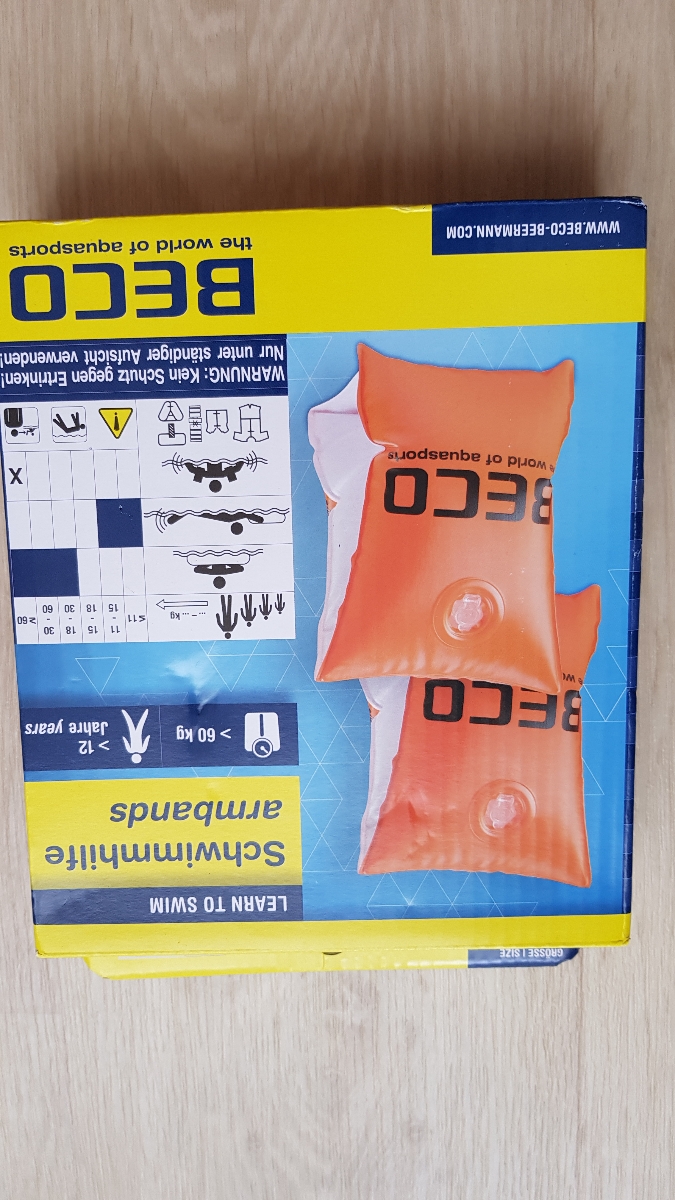 LEARN TO SWIM
Schwimmhilfe
armbands
> 60 kg
> 12
Jahre years
... – ... Kg
≤11
11 - 15
15 - 18
18 - 30
30 - 60
≥60
X
WARNUNG: Kein Schutz gegen Ertrinken!
Nur unter ständiger Aufsicht verwenden!
BECO
the world of aquasports
BECO
BECO
the world of aquasports
WWW.BECO-BEERMANN.COM
GRÖSSE | SIZE